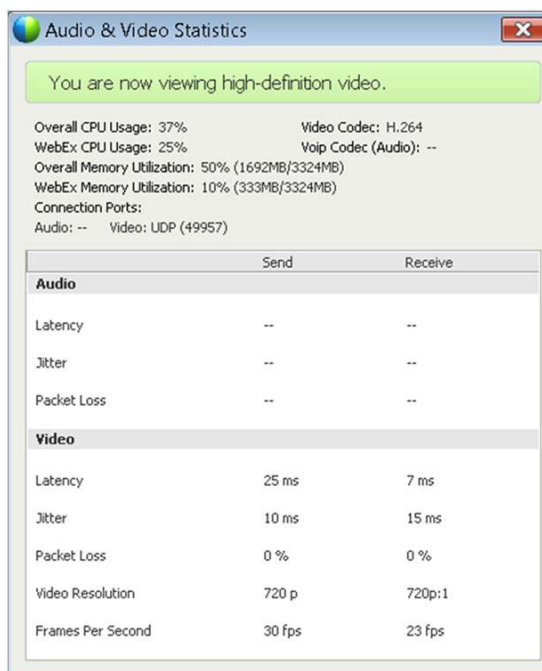 Audio & Video Statistics
You are now viewing high-definition video.
Overall CPU Usage: 37% Video Codec: H.264
WebEx CPU Usage: 25% Voip Codec (Audio): --
Overall Memory Utilization: 50% (1692MB/3324MB)
WebEx Memory Utilization: 10% (333MB/3324MB)
Connection Ports:
Audio: -- Video: UDP (49957)
Send Receive
Audio
Latency -- --
Jitter -- --
Packet Loss -- --
Video
Latency 25 ms 7 ms
Jitter 10 ms 15 ms
Packet Loss 0 % 0 %
Video Resolution 720 p 720p:1
Frames Per Second 30 fps 23 fps